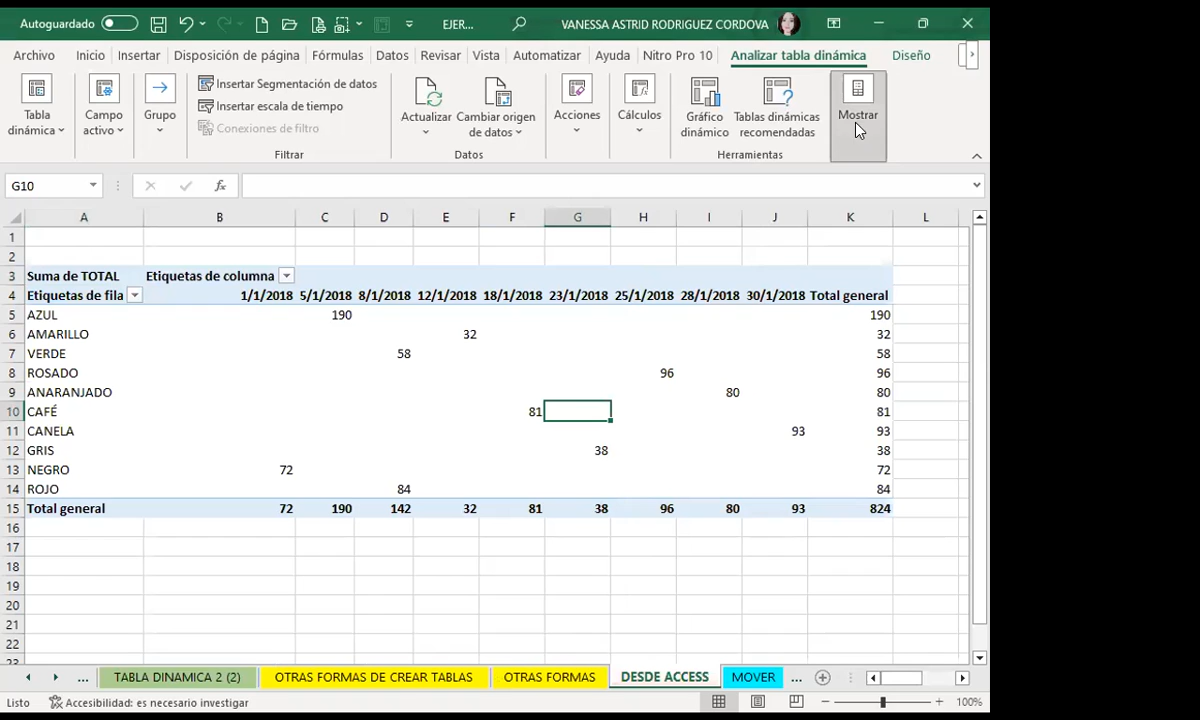 Autoguardado EJER... VANESSA ASTRID RODRIGUEZ CORDOVA
Archivo Inicio Insertar Disposición de página Fórmulas Datos Revisar Vista Automatizar Ayuda Nitro Pro 10 Analizar tabla dinámica Diseño
Tabla dinámica
Campo activo
Grupo
Insertar Segmentación de datos
Insertar escala de tiempo
Conexiones de filtro
Filtrar
Actualizar
Cambiar origen de datos
Datos
Acciones
Cálculos
Gráfico dinámico
Tablas dinámicas recomendadas
Herramientas
Mostrar
G10 fx
A B C D E F G H I J K L
1
2
3 Suma de TOTAL Etiquetas de columna
4 Etiquetas de fila 1/1/2018 5/1/2018 8/1/2018 12/1/2018 18/1/2018 23/1/2018 25/1/2018 28/1/2018 30/1/2018 Total general
5 AZUL 190 190
6 AMARILLO 32 32
7 VERDE 58 58
8 ROSADO 96 96
9 ANARANJADO 80 80
10 CAFÉ 81 81
11 CANELA 93 93
12 GRIS 38 38
13 NEGRO 72 72
14 ROJO 84 84
15 Total general 72 190 142 32 81 38 96 80 93 824
16
17
18
19
20
21
22
23
... TABLA DINAMICA 2 (2) OTRAS FORMAS DE CREAR TABLAS OTRAS FORMAS DESDE ACCESS MOVER ...
Listo Accesibilidad: es necesario investigar 100%